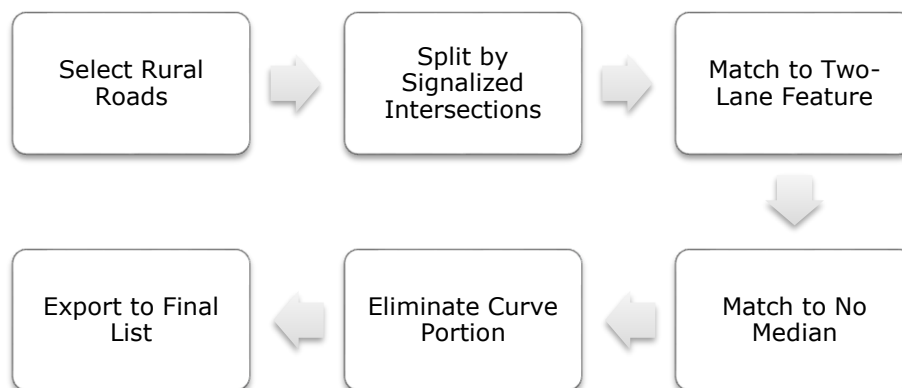 Select Rural
Roads
Split by
Signalized
Intersections
Match to Two-
Lane Feature
Match to No
Median
Eliminate Curve
Portion
Export to Final
List